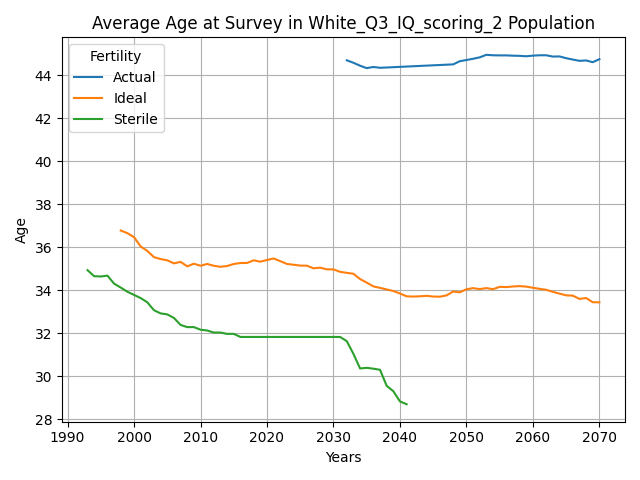 Average Age at Survey in White_Q3_IQ_scoring_2 Population
Fertility
Actual
Ideal
Sterile
44
42
40
38
36
34
32
30
28
Age
1990 2000 2010 2020 2030 2040 2050 2060 2070
Years